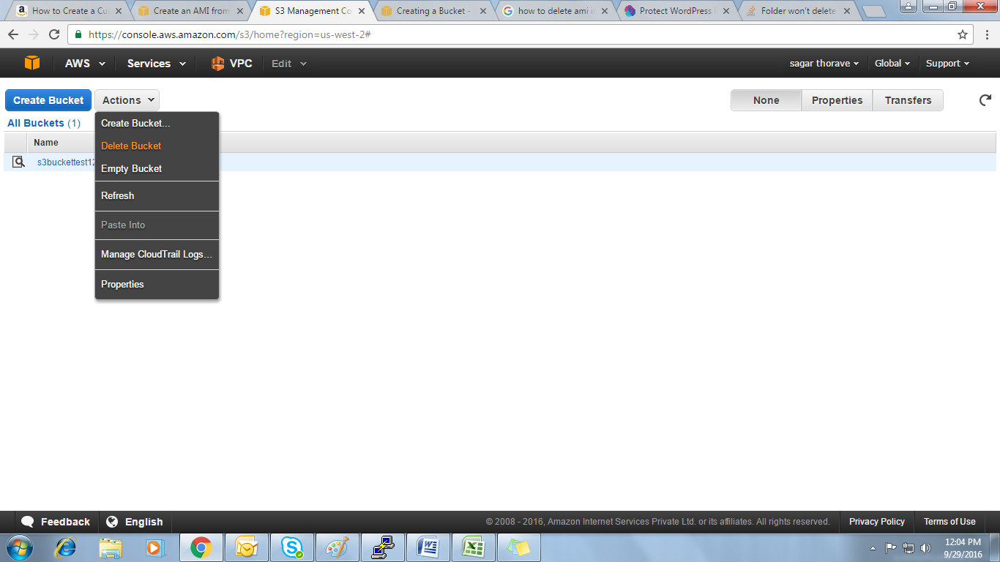 How to Create a Cu
Create an AMI from
S3 Management Co
Creating a Bucket -
how to delete ami i
Protect WordPress
Folder won't delete
https://console.aws.amazon.com/s3/home?region=us-west-2#
AWS
Services
VPC
Edit
sagar thorave
Global
Support
Create Bucket
Actions
None
Properties
Transfers
All Buckets (1)
Create Bucket...
Name
Delete Bucket
s3buckettest12
Empty Bucket
Refresh
Paste Into
Manage CloudTrail Logs...
Properties
Feedback
English
© 2008 - 2016, Amazon Internet Services Private Ltd. or its affiliates. All rights reserved.
Privacy Policy
Terms of Use
12:04 PM
9/29/2016